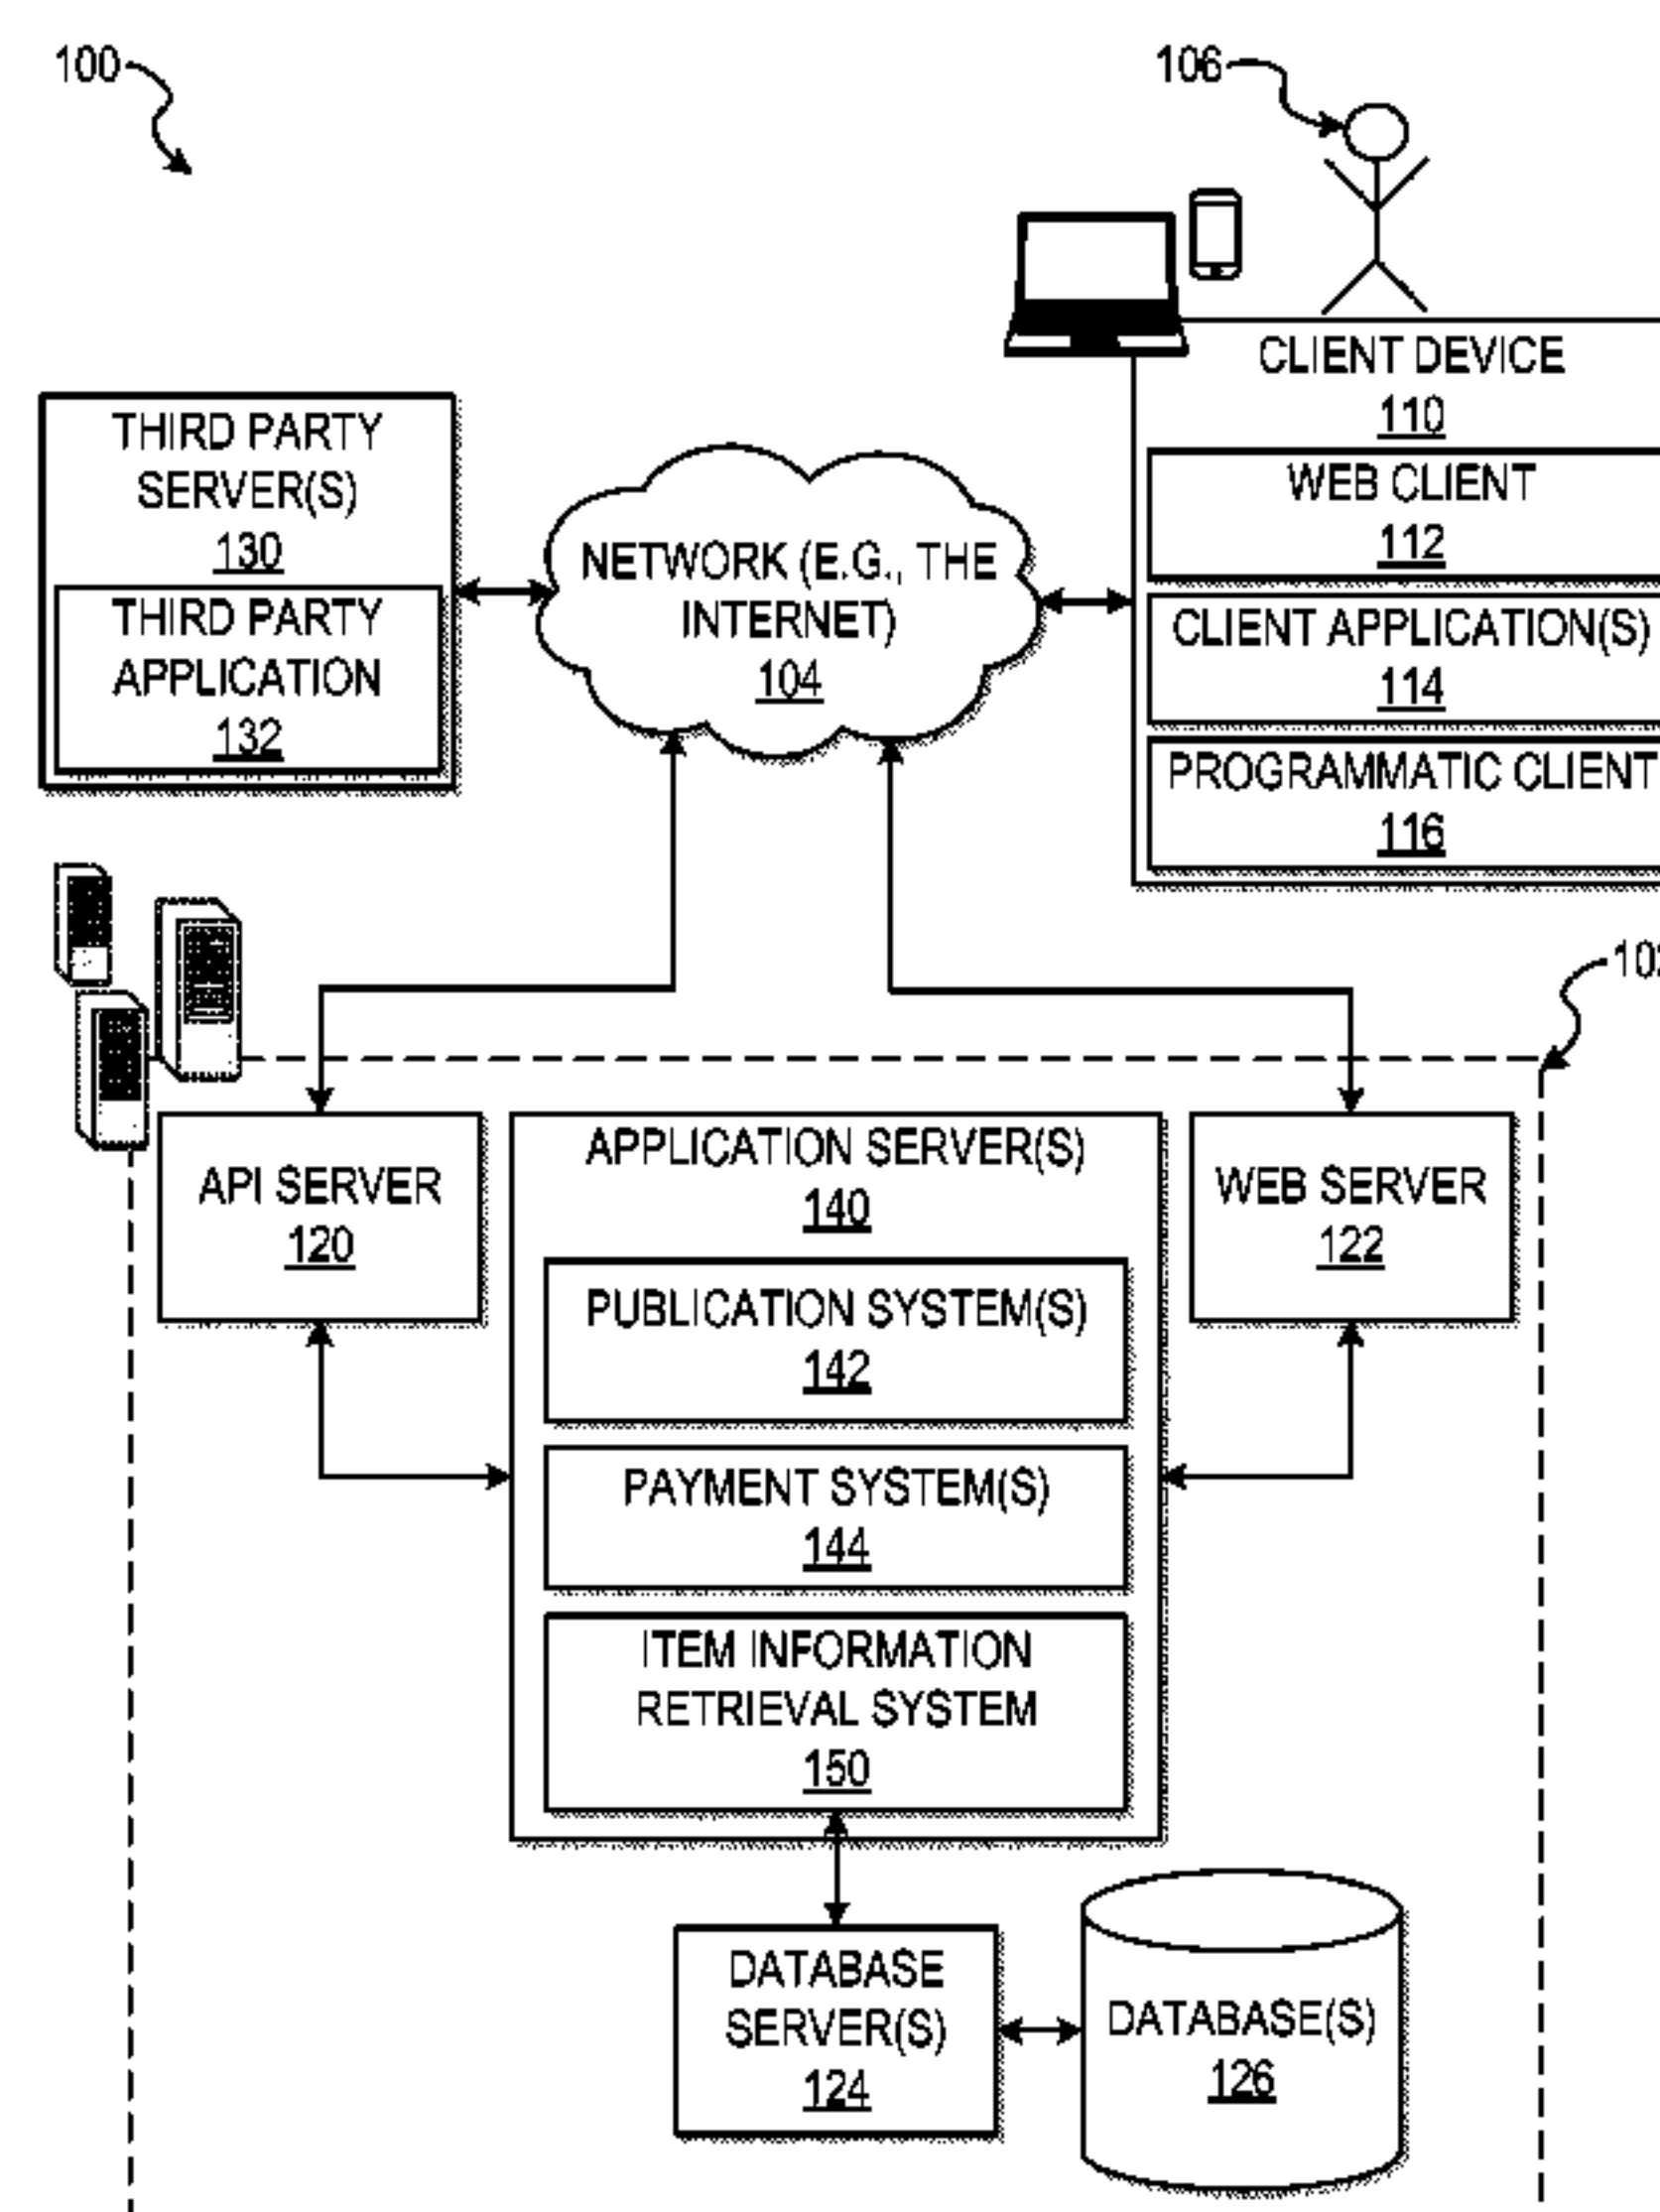 100
106
CLIENT DEVICE
110
WEB CLIENT
112
CLIENT APPLICATION(S)
114
PROGRAMMATIC CLIENT
116
THIRD PARTY
SERVER(S)
130
THIRD PARTY
APPLICATION
132
NETWORK (E.G., THE
INTERNET)
104
API SERVER
120
APPLICATION SERVER(S)
140
PUBLICATION SYSTEM(S)
142
PAYMENT SYSTEM(S)
144
ITEM INFORMATION
RETRIEVAL SYSTEM
150
WEB SERVER
122
DATABASE
SERVER(S)
124
DATABASE(S)
126